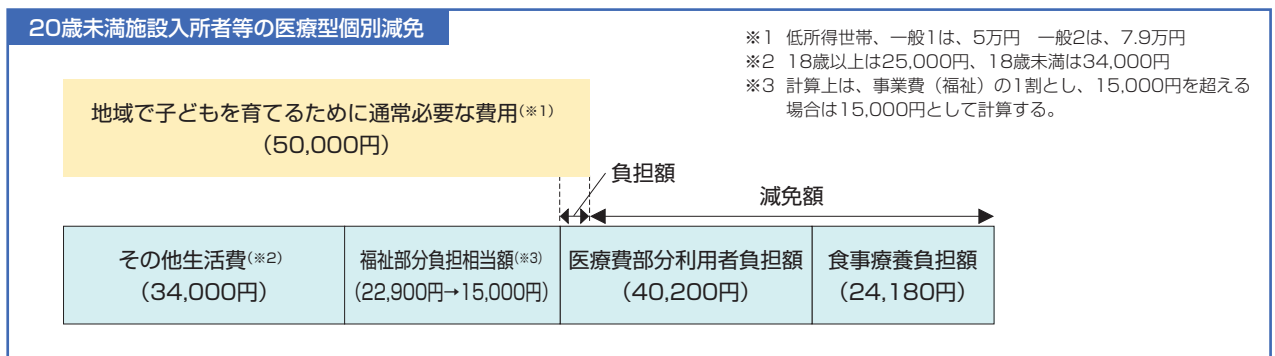 20歳未満施設入所者等の医療型個別減免
※1 低所得世帯、一般1は、5万円 一般2は、7.9万円
※2 18歳以上は25,000円、18歳未満は34,000円
※3 計算上は、事業費（福祉）の1割とし、15,000円を超える
場合は15,000円として計算する。
地域で子どもを育てるために通常必要な費用(※1)
（50,000円）
負担額
減免額
その他生活費(※2)
（34,000円）
福祉部分負担相当額(※3)
（22,900円→15,000円）
医療費部分利用者負担額
（40,200円）
食事療養負担額
（24,180円）